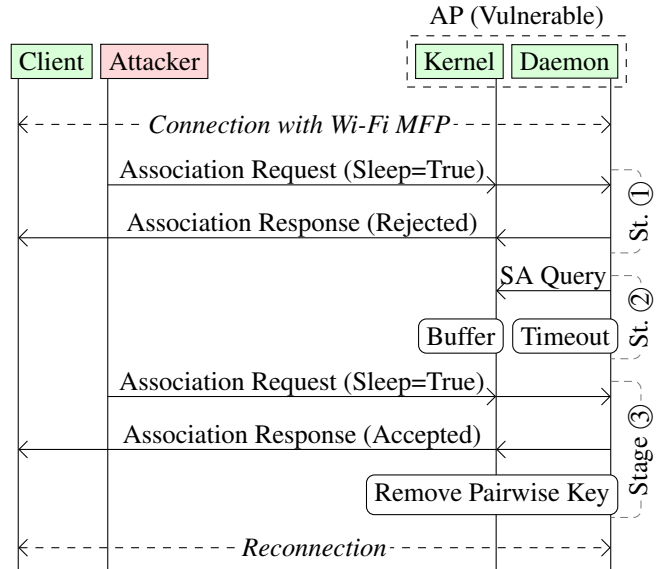 AP (Vulnerable)
Client Attacker Kernel Daemon
Connection with Wi-Fi MFP
Association Request (Sleep=True)
Association Response (Rejected)
St. ①
SA Query
Buffer Timeout
St. ②
Association Request (Sleep=True)
Association Response (Accepted)
Remove Pairwise Key
Stage ③
Reconnection